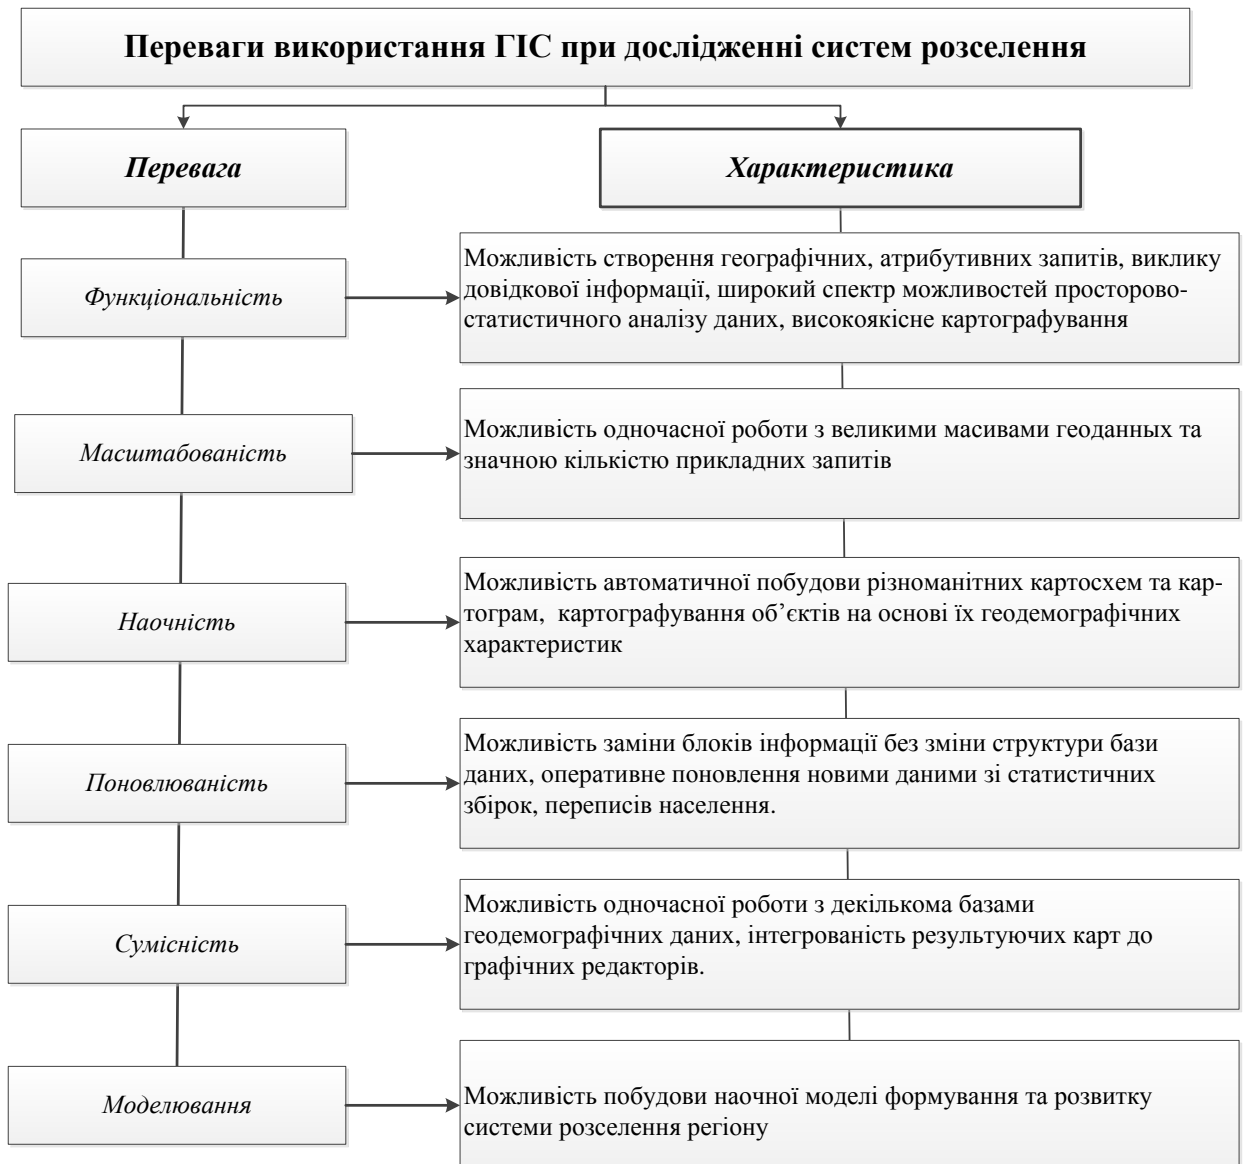 Переваги використання ГІС при дослідженні систем розселення
Перевага
Характеристика
Функціональність
Можливість створення географічних, атрибутивних запитів, виклику
довідкової інформації, широкий спектр можливостей просторово-
статистичного аналізу даних, високоякісне картографування
Масштабованість
Можливість одночасної роботи з великими масивами геоданных та
значною кількістю прикладних запитів
Наочність
Можливість автоматичної побудови різноманітних картосхем та кар-
тограм, картографування об’єктів на основі їх геодемографічних
характеристик
Поновлюваність
Можливість заміни блоків інформації без зміни структури бази
даних, оперативне поновлення новими даними зі статистичних
збірок, переписів населення.
Сумісність
Можливість одночасної роботи з декількома базами
геодемографічних даних, інтегрованість результуючих карт до
графічних редакторів.
Моделювання
Можливість побудови наочної моделі формування та розвитку
системи розселення регіону